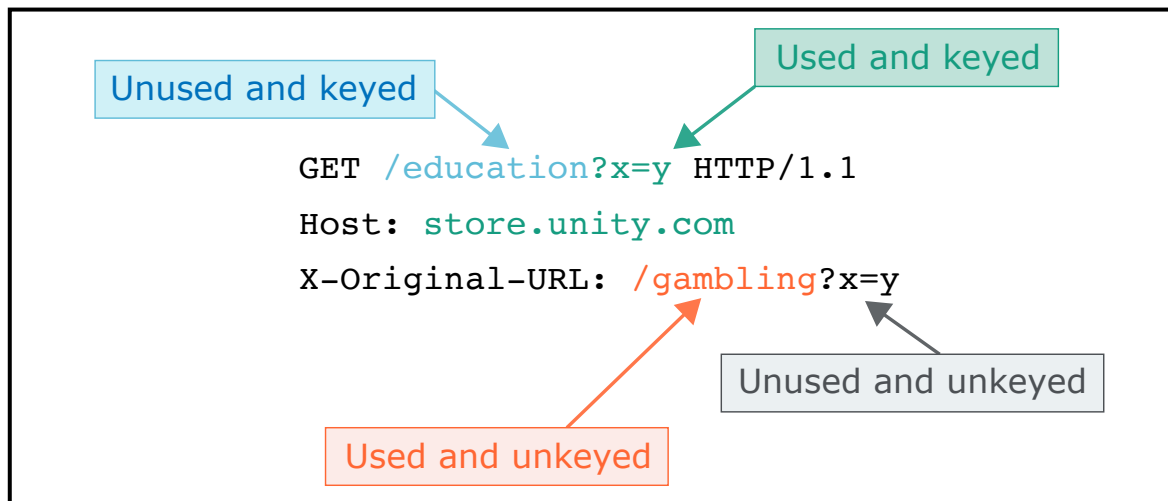 Used and keyed
Unused and keyed
GET /education?x=y HTTP/1.1
Host: store.unity.com
X-Original-URL: /gambling?x=y
Unused and unkeyed
Used and unkeyed